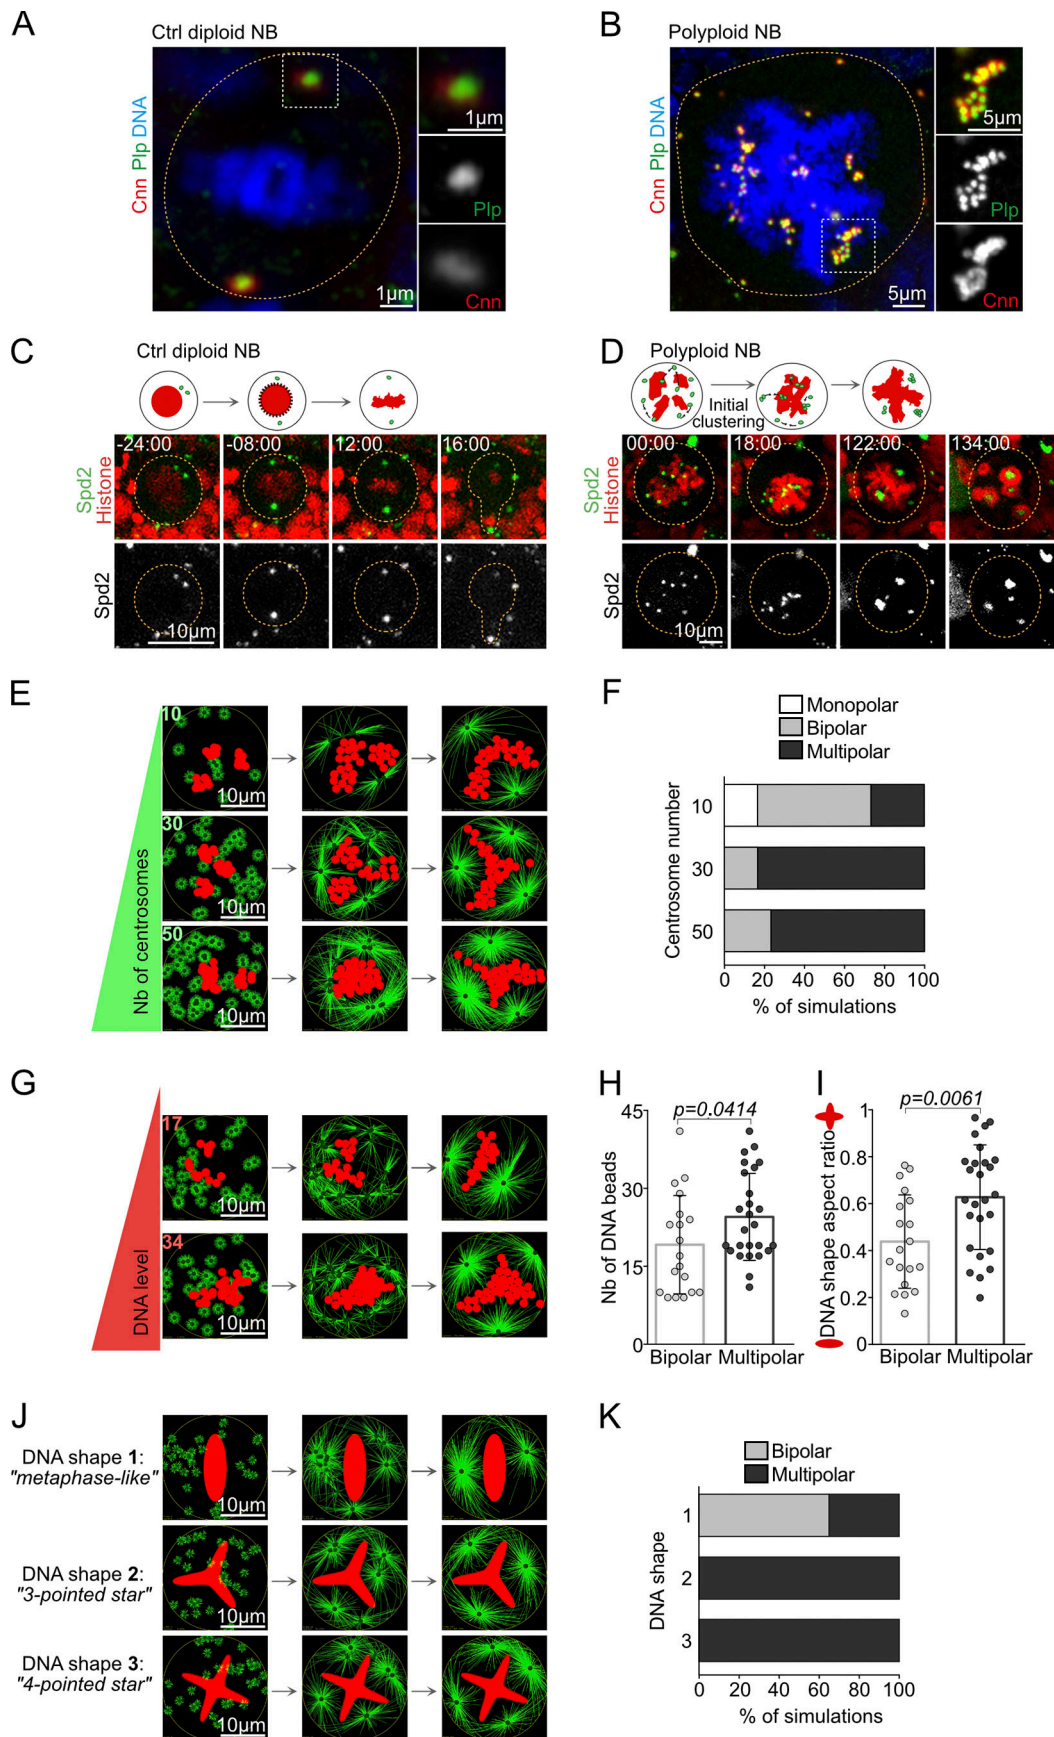 A
Ctrl diploid NB
Cnn Plp DNA
1µm
1µm
Plp
Cnn
B
Polyploid NB
Cnn Plp DNA
5µm
5µm
Plp
Cnn
C
Ctrl diploid NB
Spd2
Histone
-24:00
-08:00
12:00
16:00
Spd2
10µm
D
Polyploid NB
Initial
clustering
Spd2
Histone
00:00
18:00
122:00
134:00
Spd2
10µm
E
Nb of centrosomes
10
10µm
30
10µm
50
10µm
F
Monopolar
Bipolar
Multipolar
Centrosome number
10
30
50
0 20 40 60 80 100
% of simulations
G
DNA level
17
10µm
34
10µm
H
p=0.0414
Nb of DNA beads
45
30
15
0
Bipolar Multipolar
I
p=0.0061
DNA shape aspect ratio
1
0.8
0.6
0.4
0.2
0
Bipolar Multipolar
J
DNA shape 1:
"metaphase-like"
10µm
DNA shape 2:
"3-pointed star"
10µm
DNA shape 3:
"4-pointed star"
10µm
K
Bipolar
Multipolar
DNA shape
1
2
3
0 20 40 60 80 100
% of simulations